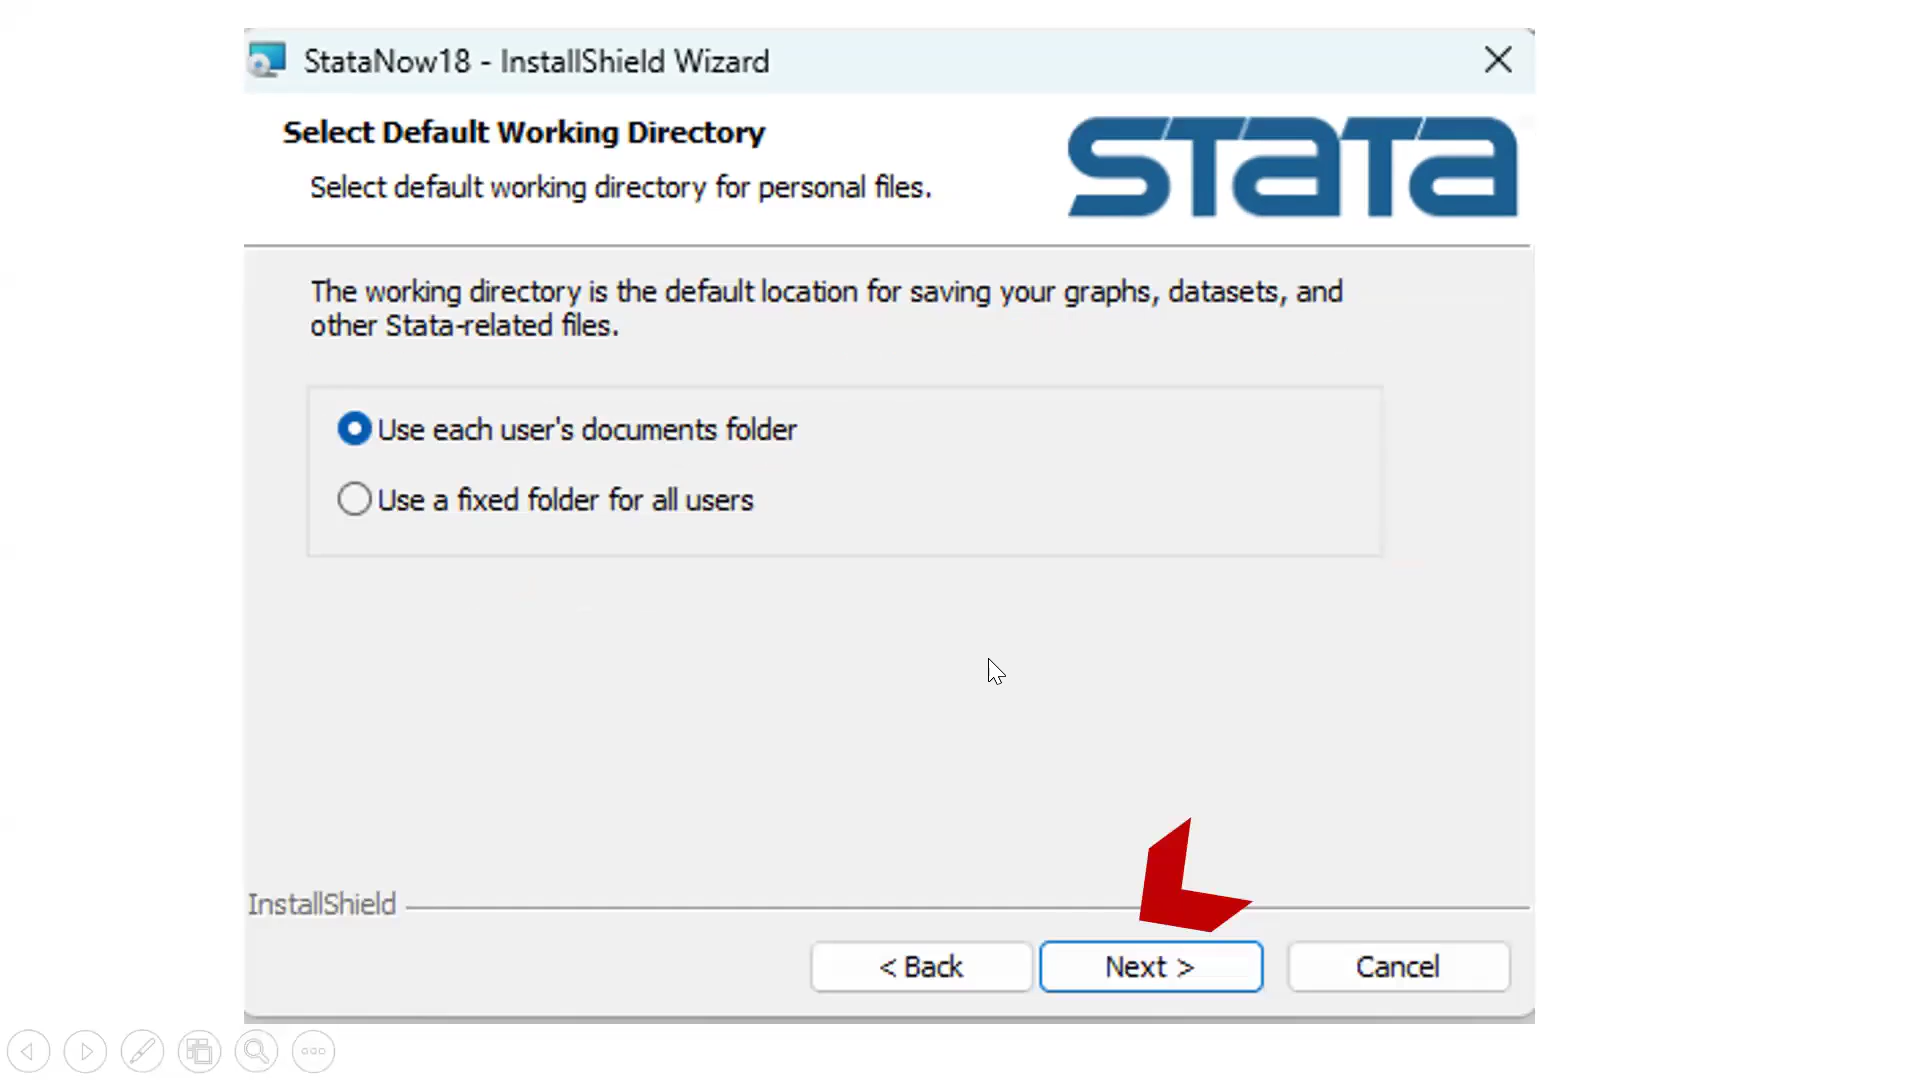 StataNow18 - InstallShield Wizard
Select Default Working Directory
Select default working directory for personal files.
STATA
The working directory is the default location for saving your graphs, datasets, and
other Stata-related files.
Use each user's documents folder
Use a fixed folder for all users
InstallShield
< Back
Next >
Cancel